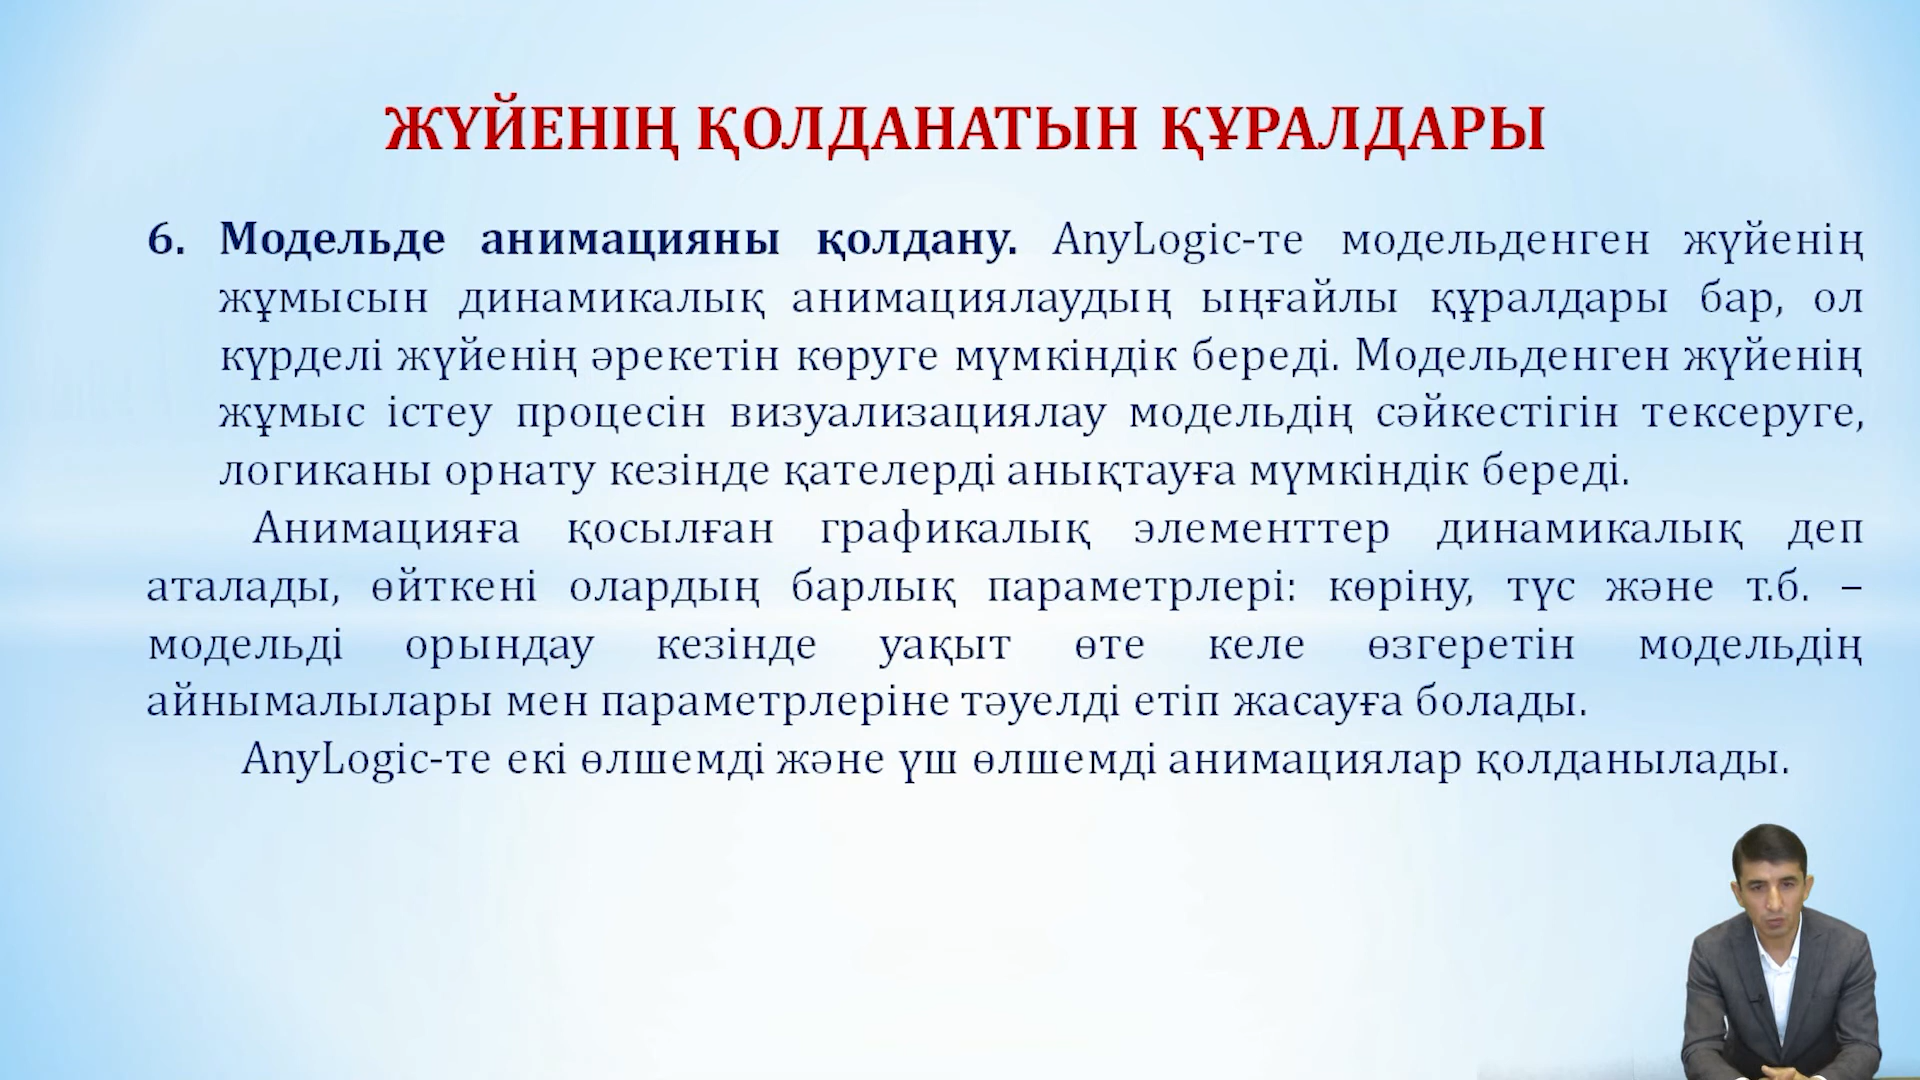 ЖҮЙЕНІҢ ҚОЛДАНАТЫН ҚҰРАЛДАРЫ
6. Модельде анимацияны қолдану. AnyLogic-те модельденген жүйенің
жұмысын динамикалық анимациялаудың ыңғайлы құралдары бар, ол
күрделі жүйенің әрекетін көруге мүмкіндік береді. Модельденген жүйенің
жұмыс істеу процесін визуализациялау модельдің сәйкестігін тексеруге,
логиканы орнату кезінде қателерді анықтауға мүмкіндік береді.
Анимацияға қосылған графикалық элементтер динамикалық деп
аталады, өйткені олардың барлық параметрлері: көріну, түс және т.б. –
модельді орындау кезінде уақыт өте келе өзгеретін модельдің
айнымалылары мен параметрлеріне тәуелді етіп жасауға болады.
AnyLogic-те екі өлшемді және үш өлшемді анимациялар қолданылады.